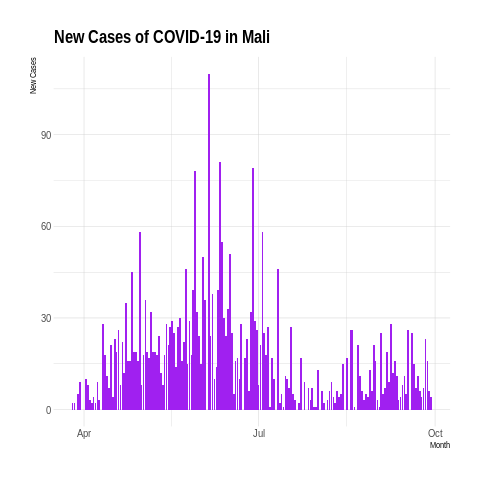 New Cases of COVID-19 in Mali
New Cases
90
60
30
0
Apr
Jul
Oct
Month